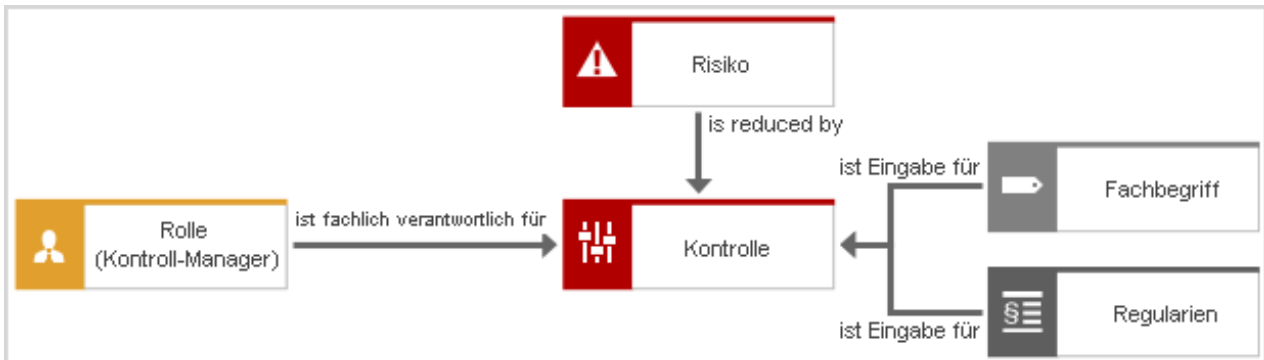 Risiko
is reduced by
ist Eingabe für
Fachbegriff
Rolle
(Kontroll-Manager)
ist fachlich verantwortlich für
Kontrolle
§
Regularien
ist Eingabe für